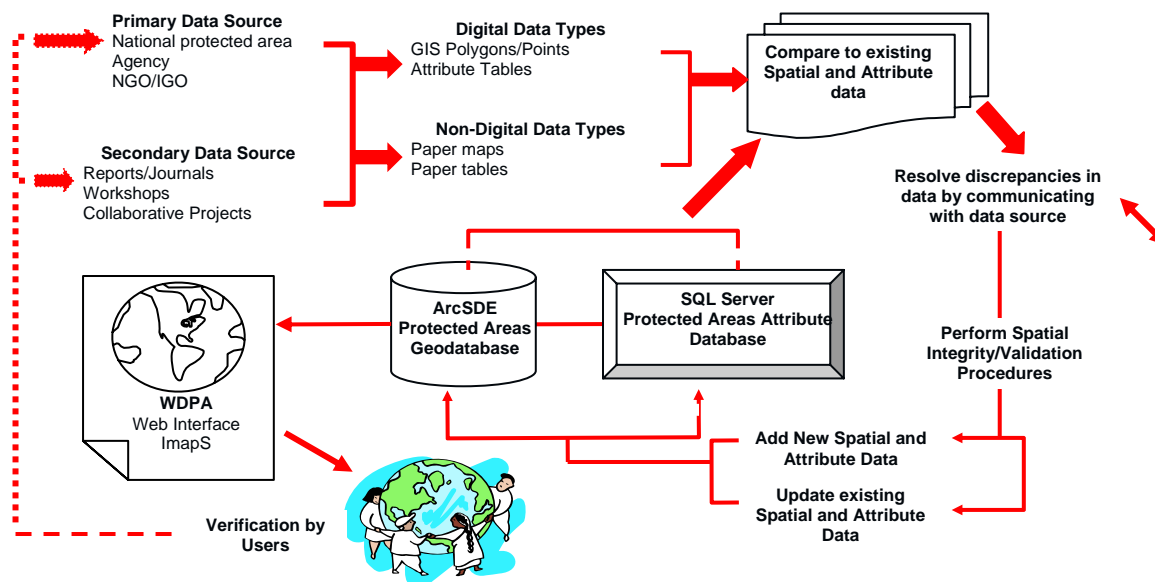 Primary Data Source
National protected area
Agency
NGO/IGO
Secondary Data Source
Reports/Journals
Workshops
Collaborative Projects
Digital Data Types
GIS Polygons/Points
Attribute Tables
Non-Digital Data Types
Paper maps
Paper tables
Compare to existing
Spatial and Attribute
data
Resolve discrepancies in
data by communicating
with data source
Perform Spatial
Integrity/Validation
Procedures
Add New Spatial and
Attribute Data
Update existing
Spatial and Attribute
Data
SQL Server
Protected Areas Attribute
Database
ArcSDE
Protected Areas
Geodatabase
WDPA
Web Interface
ImapS
Verification by
Users